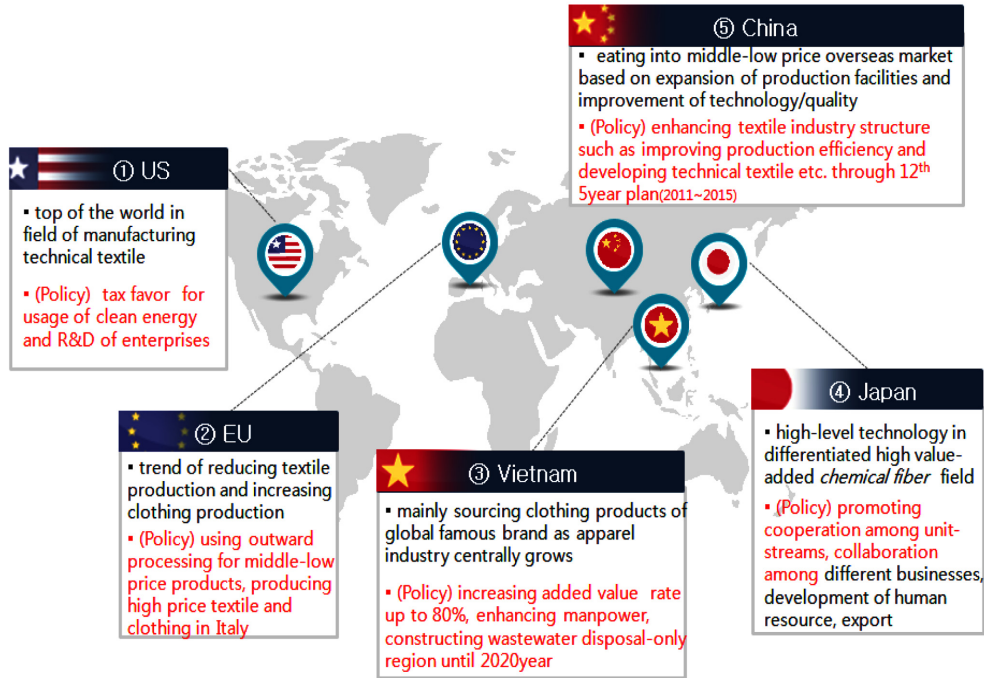 ① US
▪ top of the world in
field of manufacturing
technical textile
▪ (Policy) tax favor for
usage of clean energy
and R&D of enterprises
② EU
▪ trend of reducing textile
production and increasing
clothing production
▪ (Policy) using outward
processing for middle-low
price products, producing
high price textile and
clothing in Italy
③ Vietnam
▪ mainly sourcing clothing products of
global famous brand as apparel
industry centrally grows
▪ (Policy) increasing added value rate
up to 80%, enhancing manpower,
constructing wastewater disposal-only
region until 2020year
④ Japan
▪ high-level technology in
differentiated high value-
added chemical fiber field
▪ (Policy) promoting
cooperation among unit-
streams, collaboration
among different businesses,
development of human
resource, export
⑤ China
▪ eating into middle-low price overseas market
based on expansion of production facilities and
improvement of technology/quality
▪ (Policy) enhancing textile industry structure
such as improving production efficiency and
developing technical textile etc. through 12th
5year plan(2011~2015)